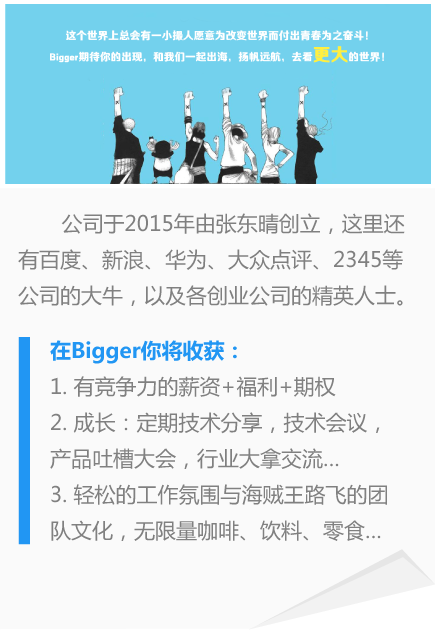 这个世界上总会有一小撮人愿意为改变世界而付出青春为之奋斗！
Bigger期待你的出现，和我们一起出海，扬帆远航，去看更大的世界！
公司于2015年由张东晴创立，这里还
有百度、新浪、华为、大众点评、2345等
公司的大牛，以及各创业公司的精英人士。
在Bigger你将收获：
1. 有竞争力的薪资+福利+期权
2. 成长：定期技术分享，技术会议，
产品吐槽大会，行业大拿交流...
3. 轻松的工作氛围与海贼王路飞的团
队文化，无限量咖啡、饮料、零食...